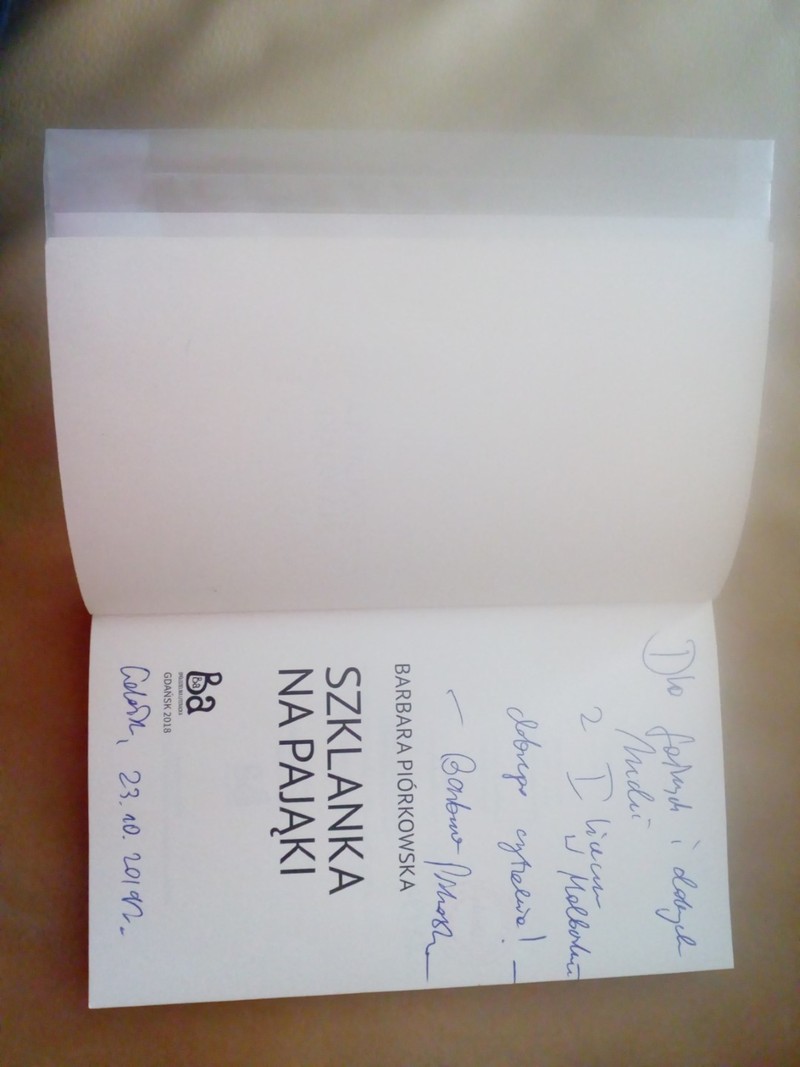 Dla fajnych i dobrych
ludzi
z I Liceum
w Malborku
dobrego czytania!
— Barbara Piórkowska
BARBARA PIÓRKOWSKA
SZKLANKA
NA PAJĄKI
GDAŃSK 2018
Gdańsk, 23.10.2019r.